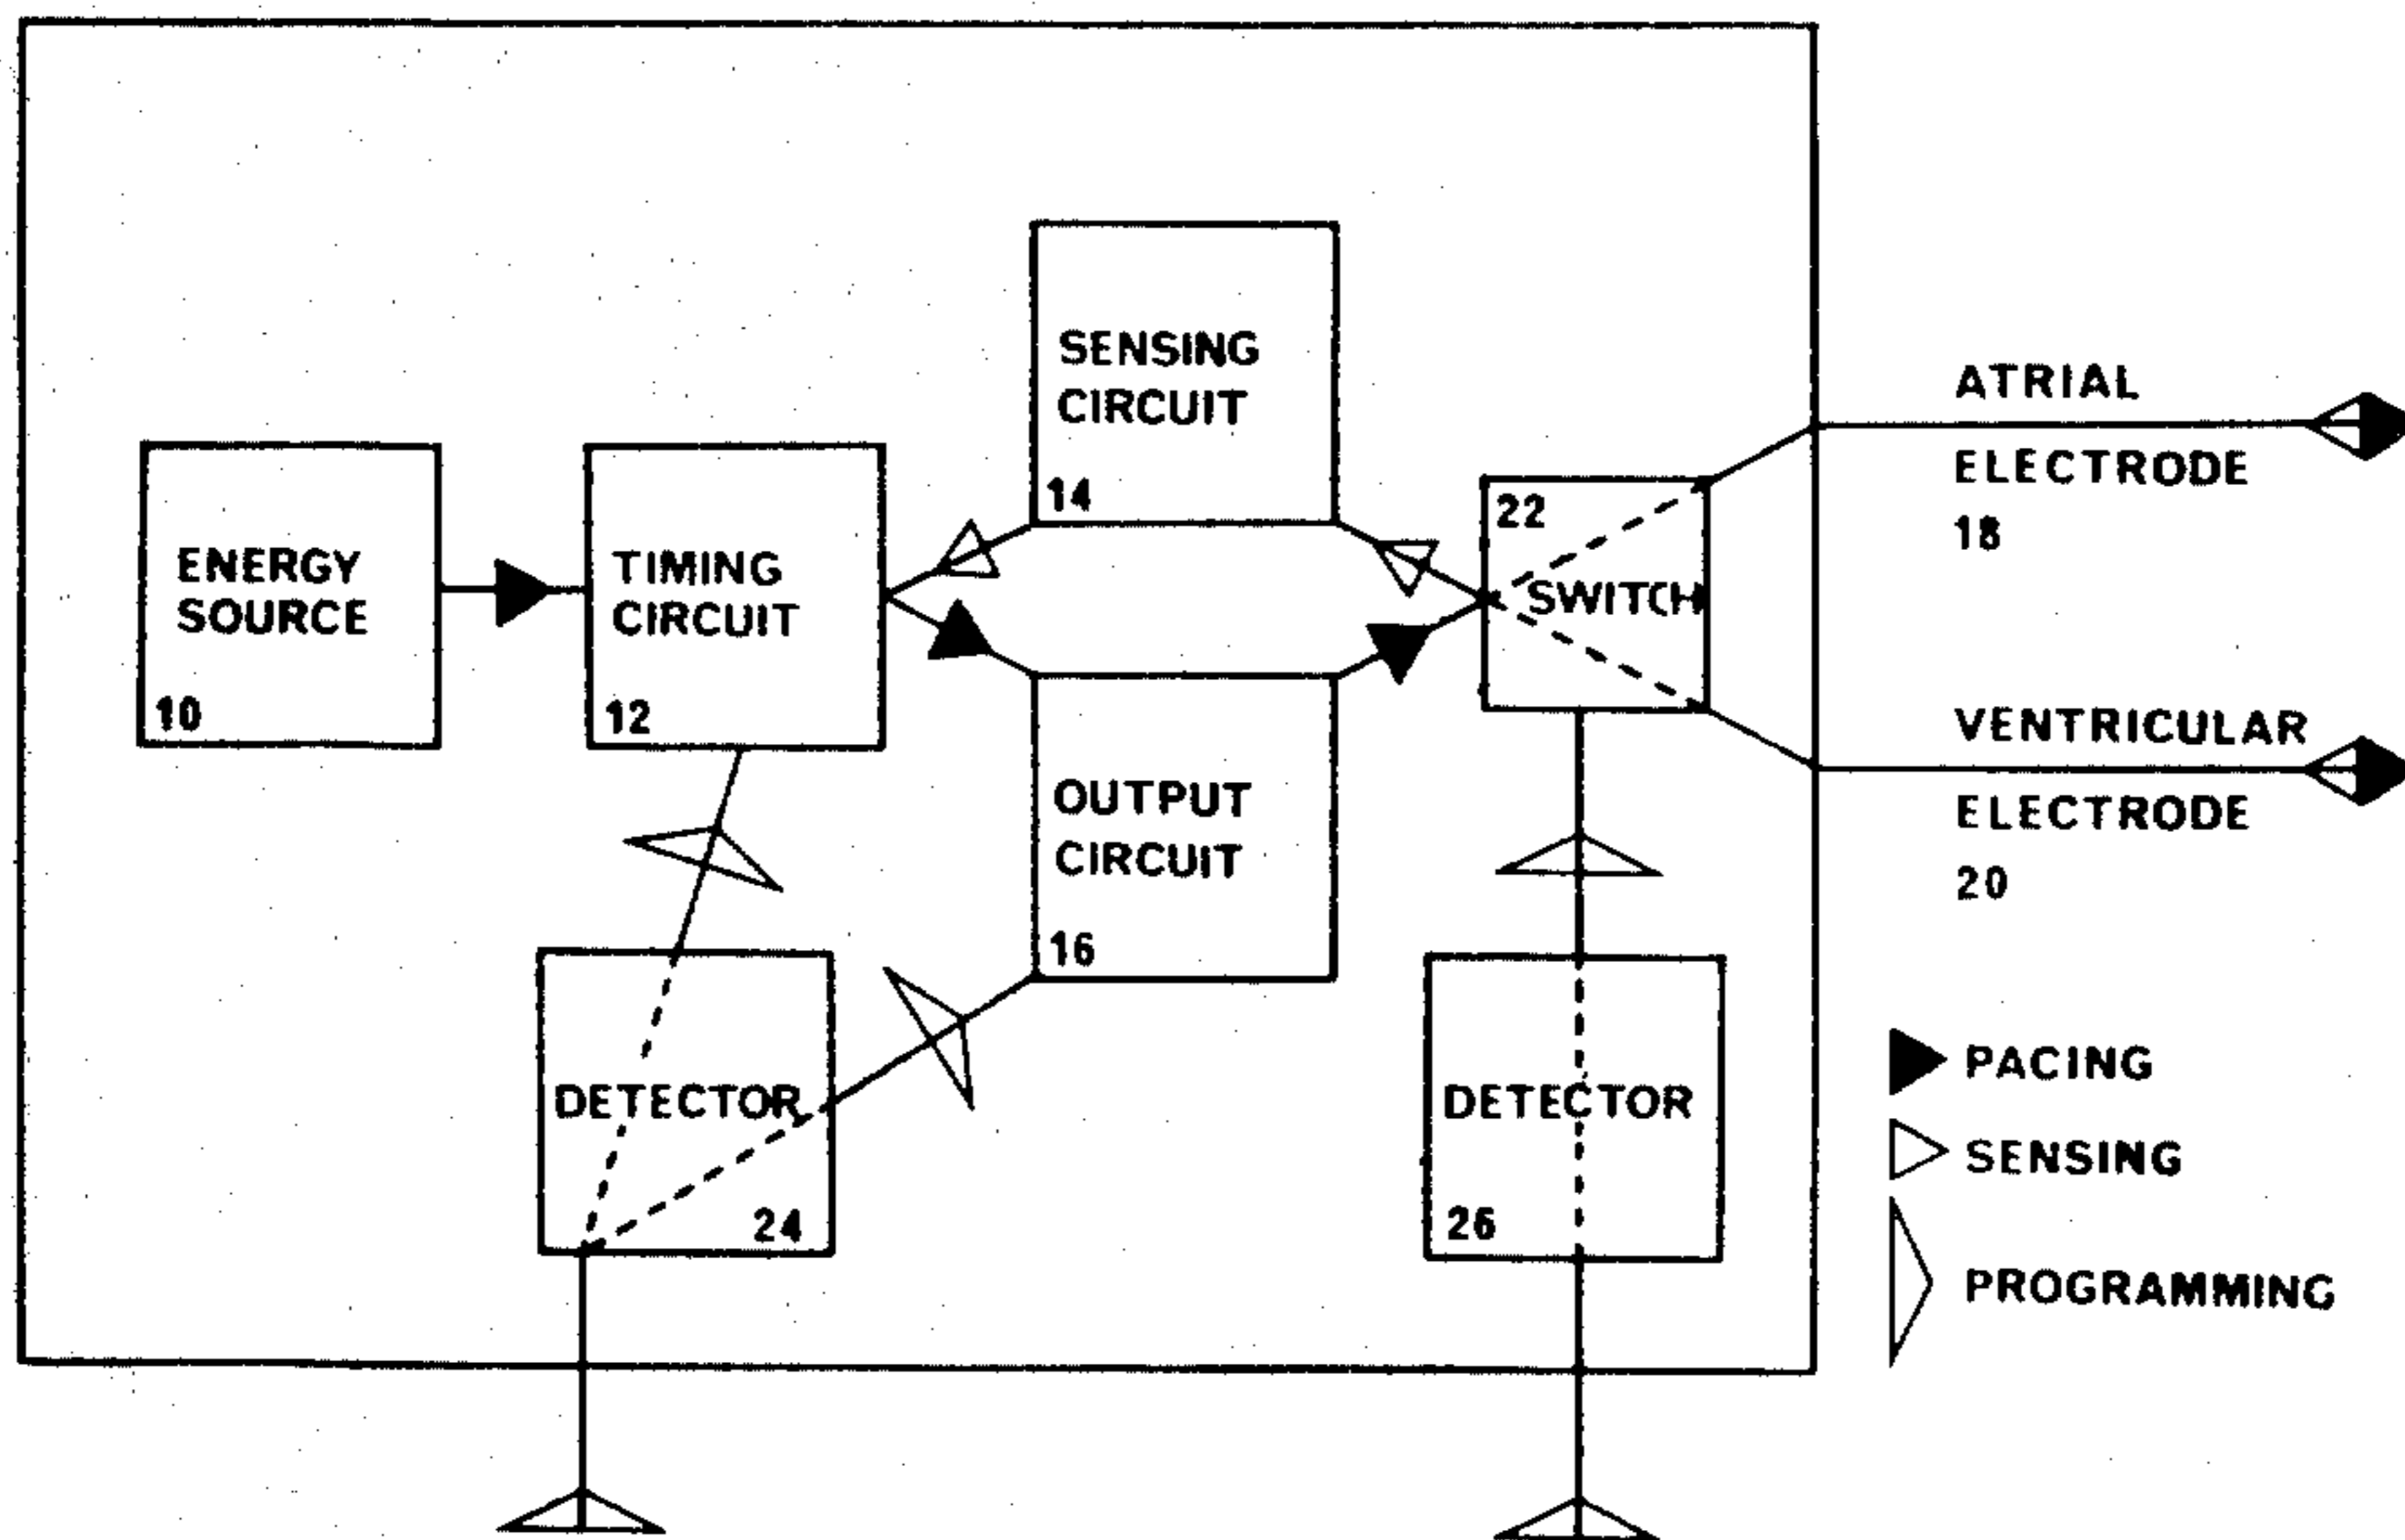 SENSING
CIRCUIT
14
ENERGY
SOURCE
10
TIMING
CIRCUIT
12
22
SWITCH
ATRIAL
ELECTRODE
18
OUTPUT
CIRCUIT
16
VENTRICULAR
ELECTRODE
20
DETECTOR
24
DETECTOR
26
PACING
SENSING
PROGRAMMING